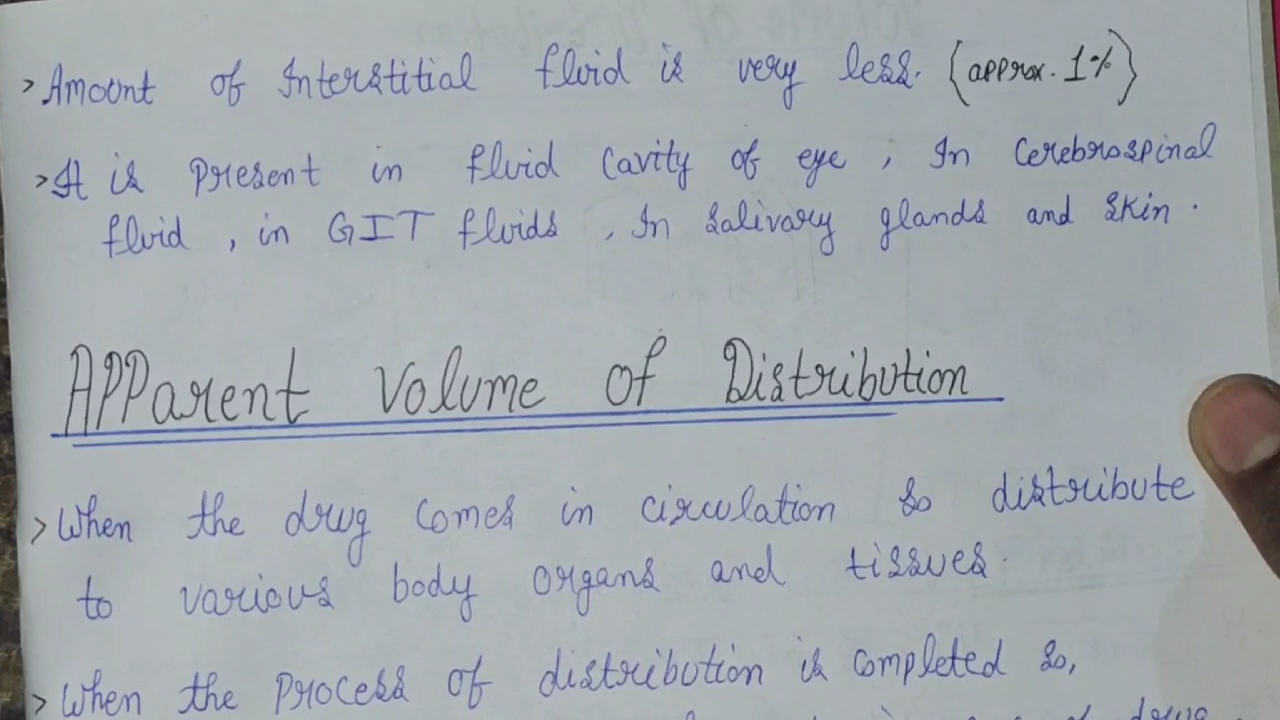 > Amount of Interstitial fluid is very less. (approx. 1%)
> It is present in fluid cavity of eye, In cerebrospinal
fluid, in GIT fluids, In salivary glands and skin.
APParent volume of Distribution
> When the drug comes in circulation so distribute
to various body organs and tissues.
> When the process of distribution is completed so,
drug